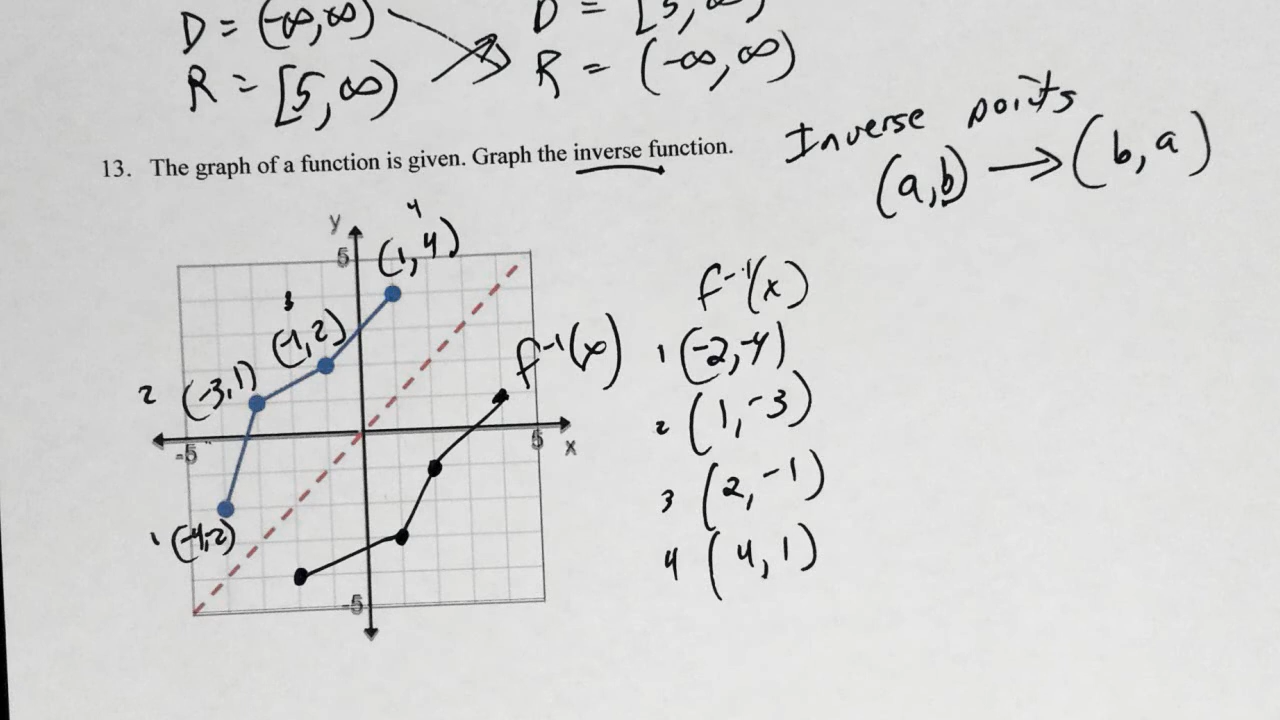 D = (-∞,∞)
R = [5,∞)
D = [5,∞)
R = (-∞,∞)
Inverse points
(a,b) → (b,a)
13. The graph of a function is given. Graph the inverse function.
y
5
4
(1,4)
3
(-1,2)
2 (-3,1)
1 (-4,-2)
-5
5
x
-5
f⁻¹(x)
f⁻¹(x)
1 (-2,-4)
2 (1,-3)
3 (2,-1)
4 (4,1)